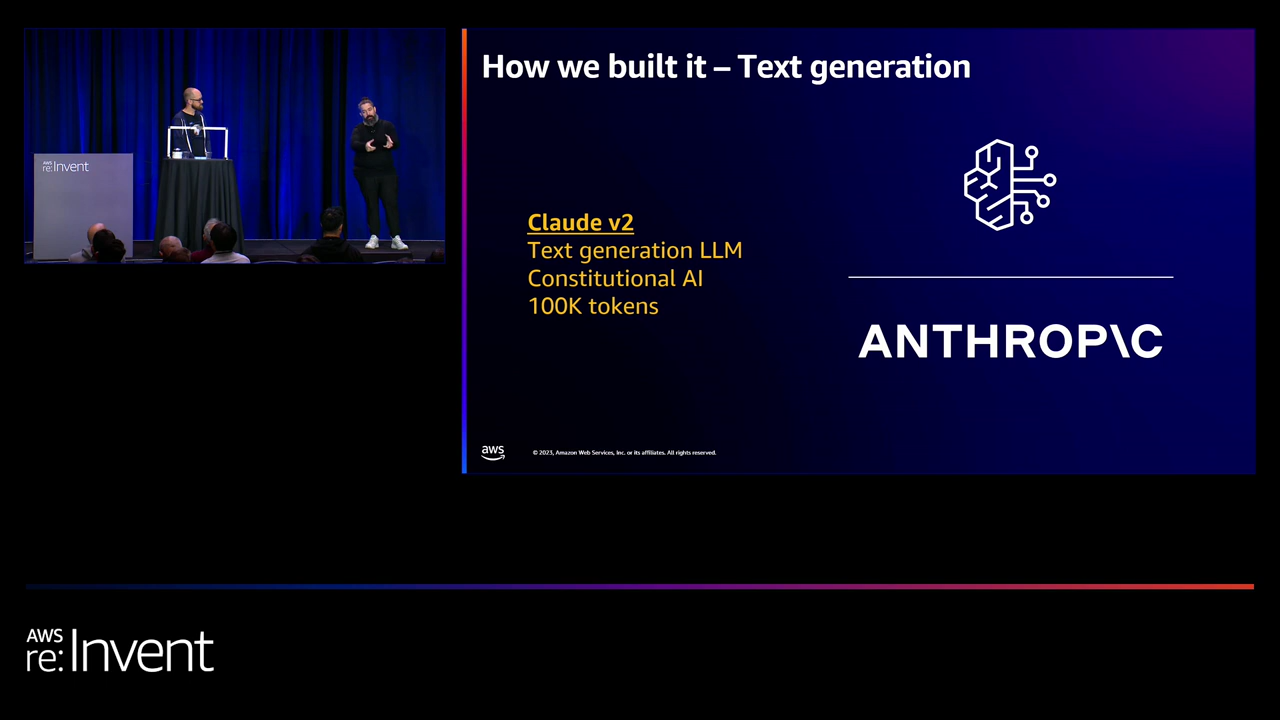 AWS
re:Invent
How we built it – Text generation
Claude v2
Text generation LLM
Constitutional AI
100K tokens
ANTHROP\C
aws
© 2023, Amazon Web Services, Inc. or its affiliates. All rights reserved.
AWS
re:Invent